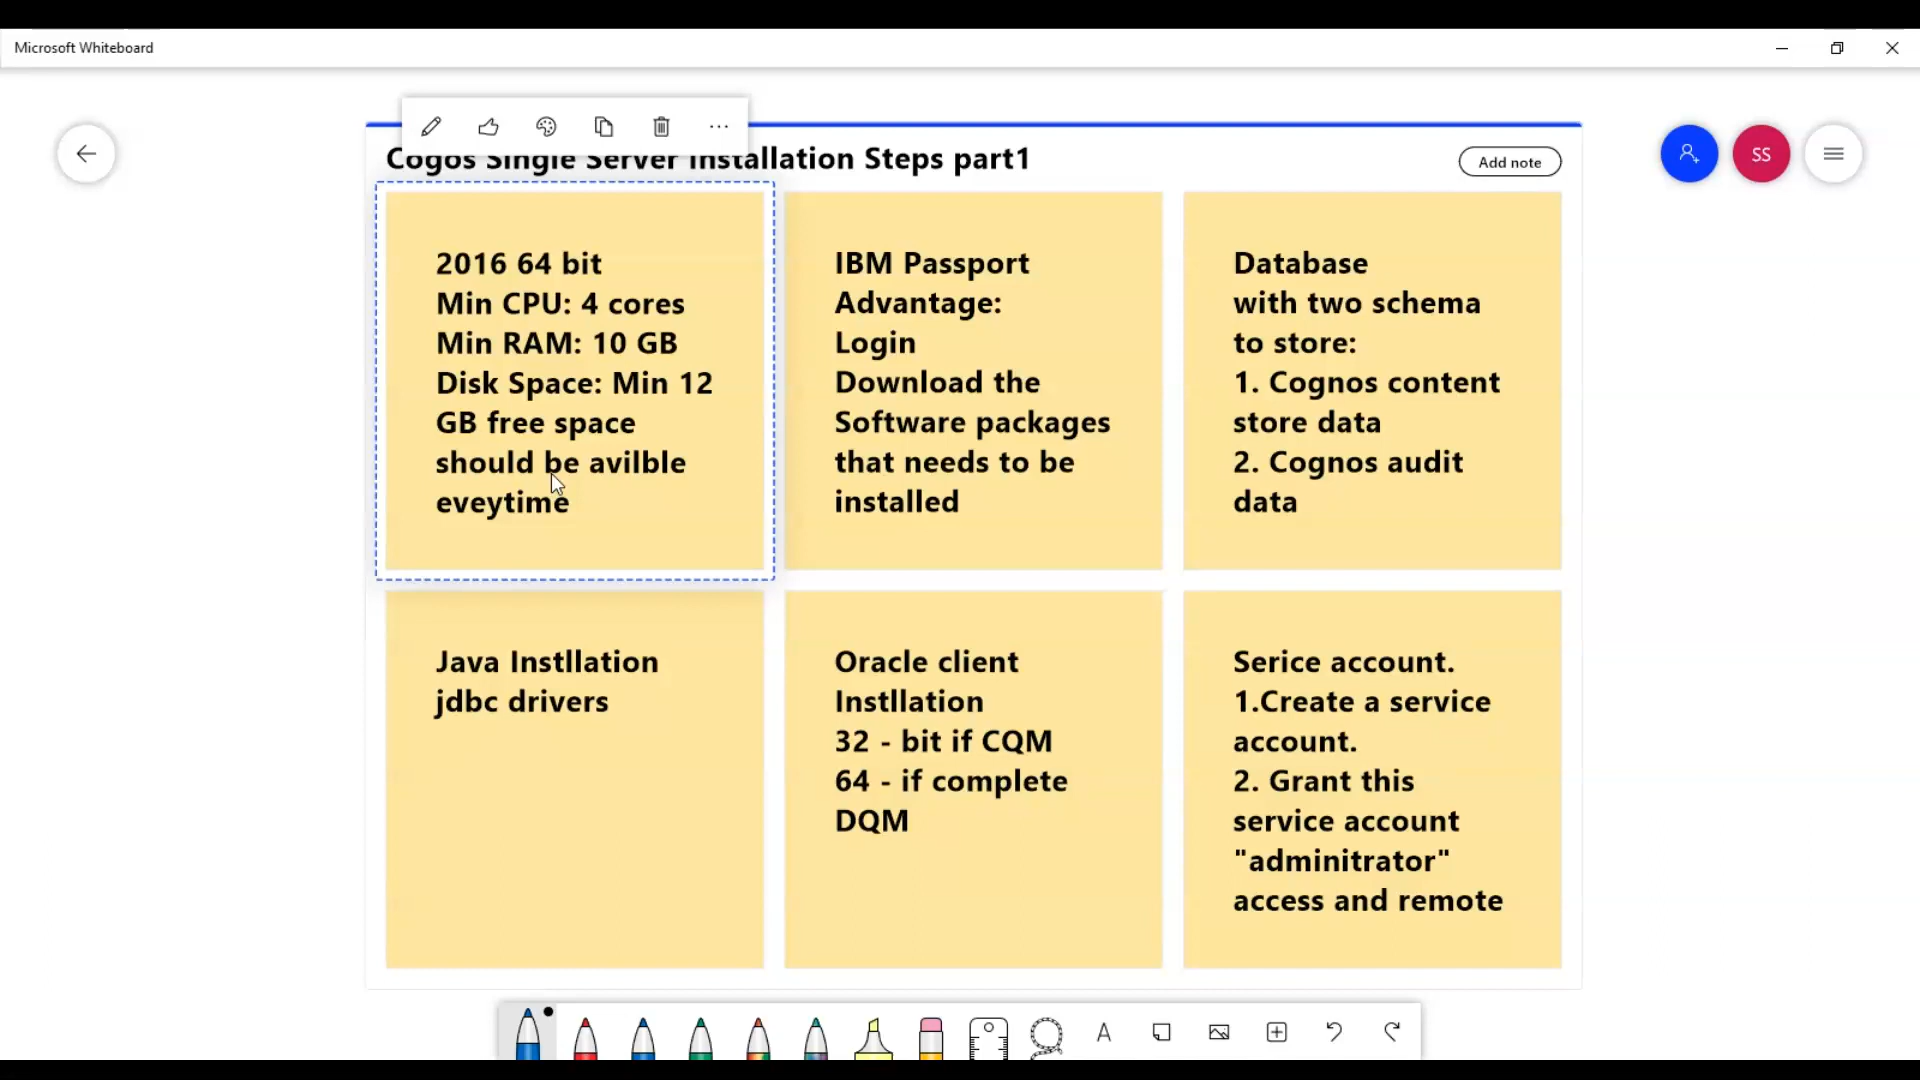 Microsoft Whiteboard
Cogos Single Server Installation Steps part1
Add note
SS
2016 64 bit
Min CPU: 4 cores
Min RAM: 10 GB
Disk Space: Min 12
GB free space
should be avilble
eveytime
IBM Passport
Advantage:
Login
Download the
Software packages
that needs to be
installed
Database
with two schema
to store:
1. Cognos content
store data
2. Cognos audit
data
Java Instllation
jdbc drivers
Oracle client
Instllation
32 - bit if CQM
64 - if complete
DQM
Serice account.
1.Create a service
account.
2. Grant this
service account
"adminitrator"
access and remote
A